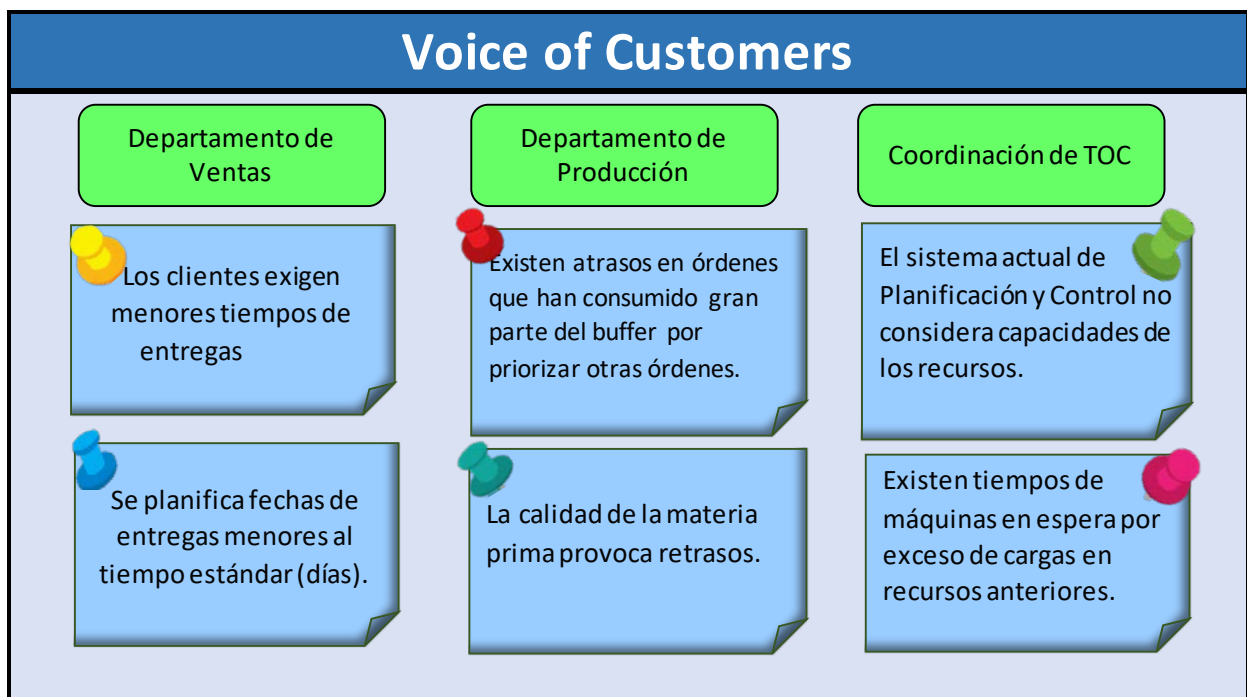 Voice of Customers
Departamento de
Ventas
Los clientes exigen
menores tiempos de
entregas
Se planifica fechas de
entregas menores al
tiempo estándar (días).
Departamento de
Producción
Existen atrasos en órdenes
que han consumido gran
parte del buffer por
priorizar otras órdenes.
La calidad de la materia
prima provoca retrasos.
Coordinación de TOC
El sistema actual de
Planificación y Control no
considera capacidades de
los recursos.
Existen tiempos de
máquinas en espera por
exceso de cargas en
recursos anteriores.